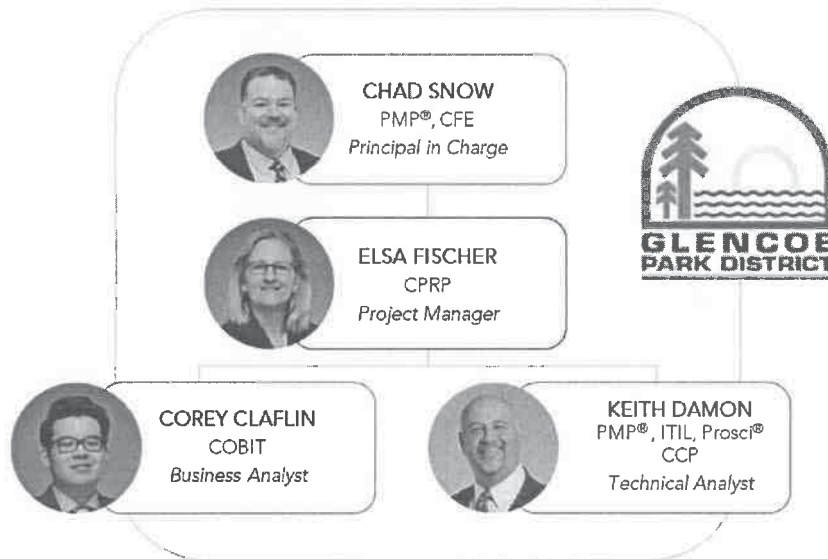 CHAD SNOW
PMP®, CFE
Principal in Charge
GLENCOE
PARK DISTRICT
ELSA FISCHER
CPRP
Project Manager
COREY CLAFLIN
COBIT
Business Analyst
KEITH DAMON
PMP®, ITIL, Prosci®
CCP
Technical Analyst